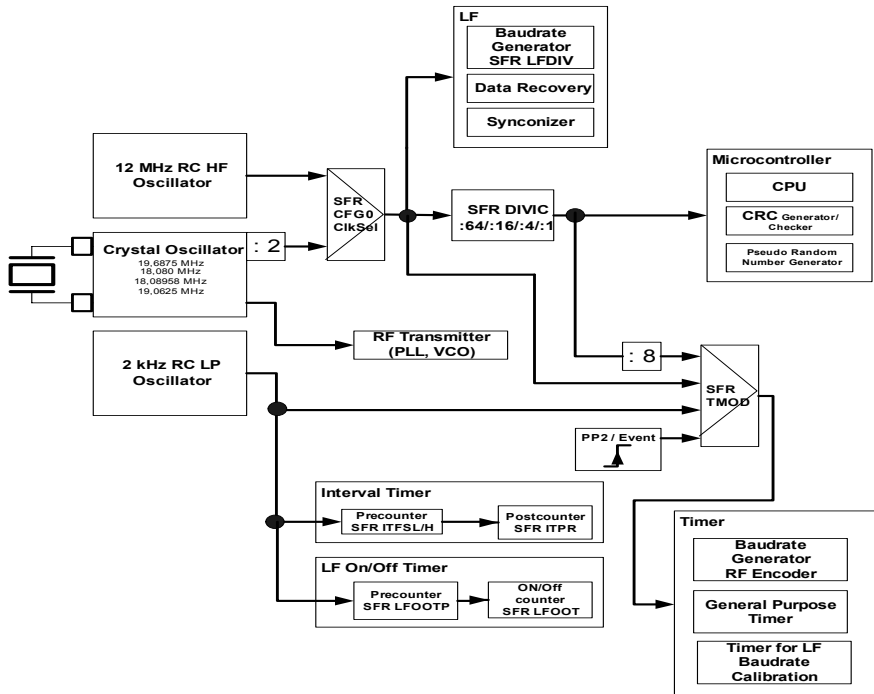 LF
Baudrate
Generator
SFR LFDIV
Data Recovery
Synconizer
12 MHz RC HF
Oscillator
SFR
CFG0
ClkSel
SFR DIVIC
:64/:16/:4/:1
Microcontroller
CPU
CRC Generator/
Checker
Pseudo Random
Number Generator
Crystal Oscillator
19,6875 MHz
18,080 MHz
18,08958 MHz
19,0625 MHz
: 2
RF Transmitter
(PLL, VCO)
2 kHz RC LP
Oscillator
: 8
SFR
TMOD
PP2 / Event
Interval Timer
Precounter
SFR ITFSL/H
Postcounter
SFR ITPR
LF On/Off Timer
Precounter
SFR LFOOTP
ON/Off
counter
SFR LFOOT
Timer
Baudrate
Generator
RF Encoder
General Purpose
Timer
Timer for LF
Baudrate
Calibration